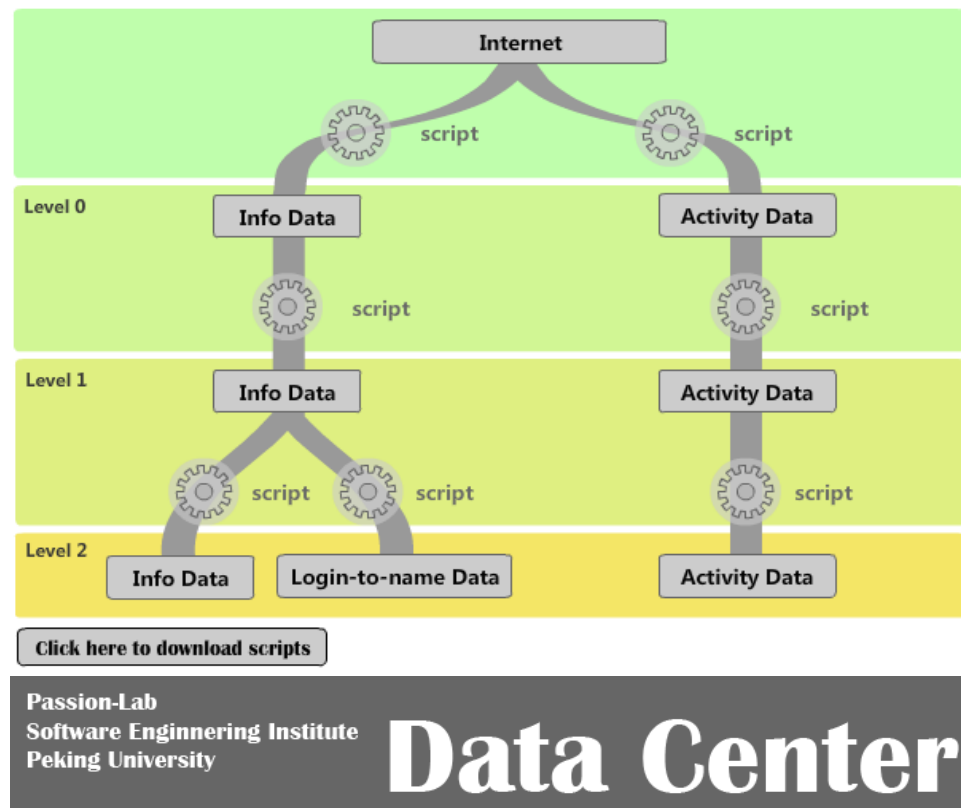 Internet
script
script
Level 0
Info Data
Activity Data
script
script
Level 1
Info Data
Activity Data
script
script
script
Level 2
Info Data
Login-to-name Data
Activity Data
Click here to download scripts
Passion-Lab
Software Enginnering Institute
Peking University
Data Center